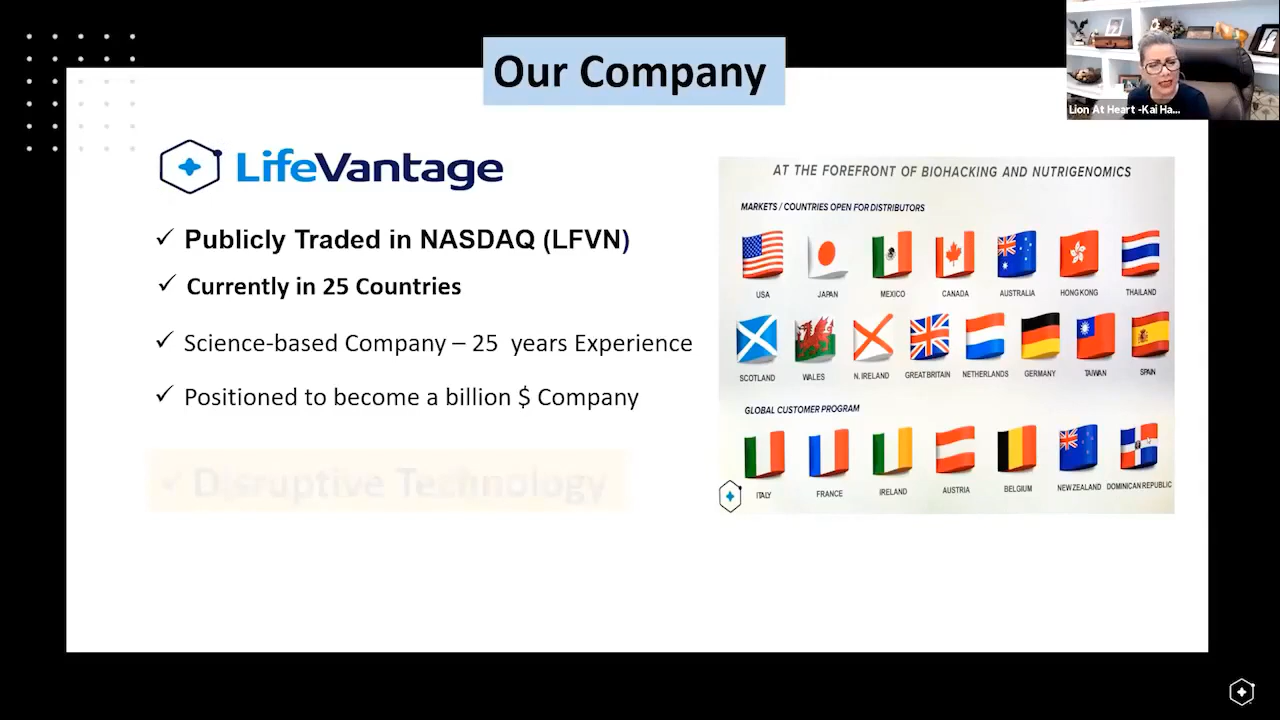 Our Company
Lion At Heart -Kai Ha...
LifeVantage
✓ Publicly Traded in NASDAQ (LFVN)
✓ Currently in 25 Countries
✓ Science-based Company – 25 years Experience
✓ Positioned to become a billion $ Company
✓ Disruptive Technology
AT THE FOREFRONT OF BIOHACKING AND NUTRIGENOMICS
MARKETS / COUNTRIES OPEN FOR DISTRIBUTORS
USA JAPAN MEXICO CANADA AUSTRALIA HONG KONG THAILAND
SCOTLAND WALES N. IRELAND GREAT BRITAIN NETHERLANDS GERMANY TAIWAN SPAIN
GLOBAL CUSTOMER PROGRAM
ITALY FRANCE IRELAND AUSTRIA BELGIUM NEW ZEALAND DOMINICAN REPUBLIC